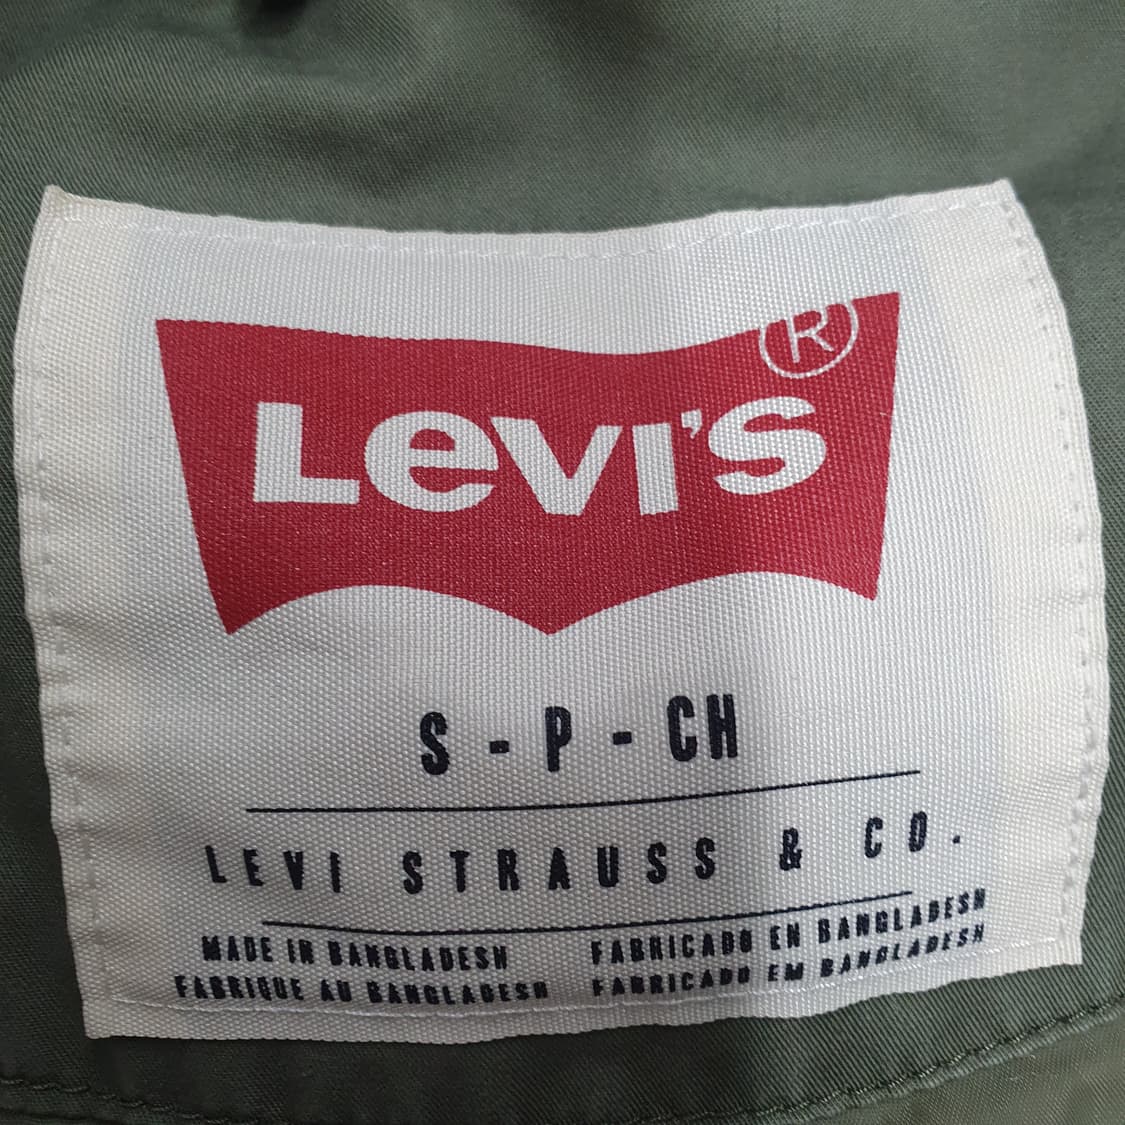 Levi's®
S - P - CH
LEVI STRAUSS & CO.
MADE IN BANGLADESH
FABRIQUE AU BANGLADESH
FABRICADO EN BANGLADESH
FABRICADO EM BANGLADESH